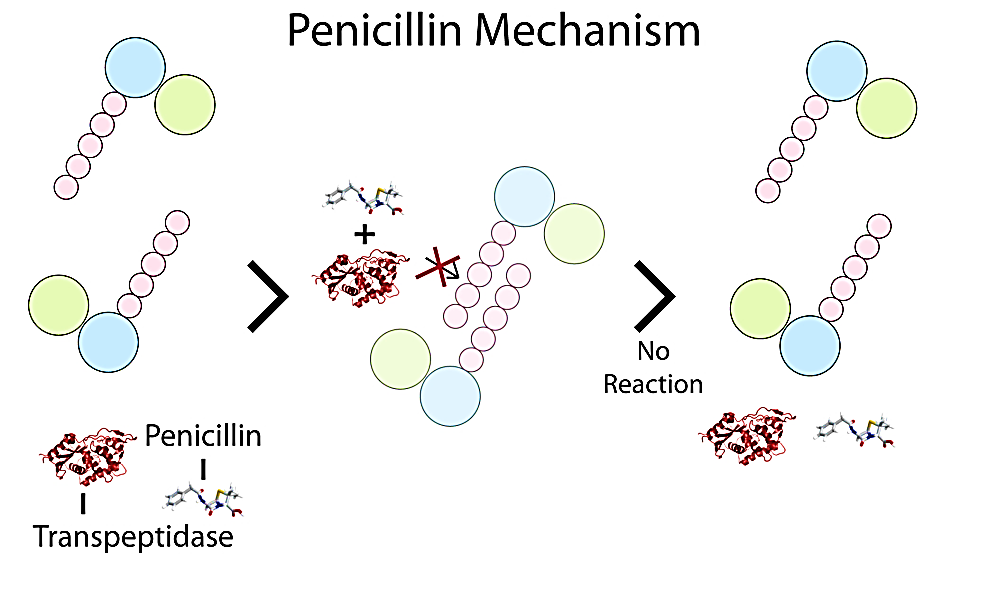 Penicillin Mechanism
+
No
Reaction
Penicillin
Transpeptidase